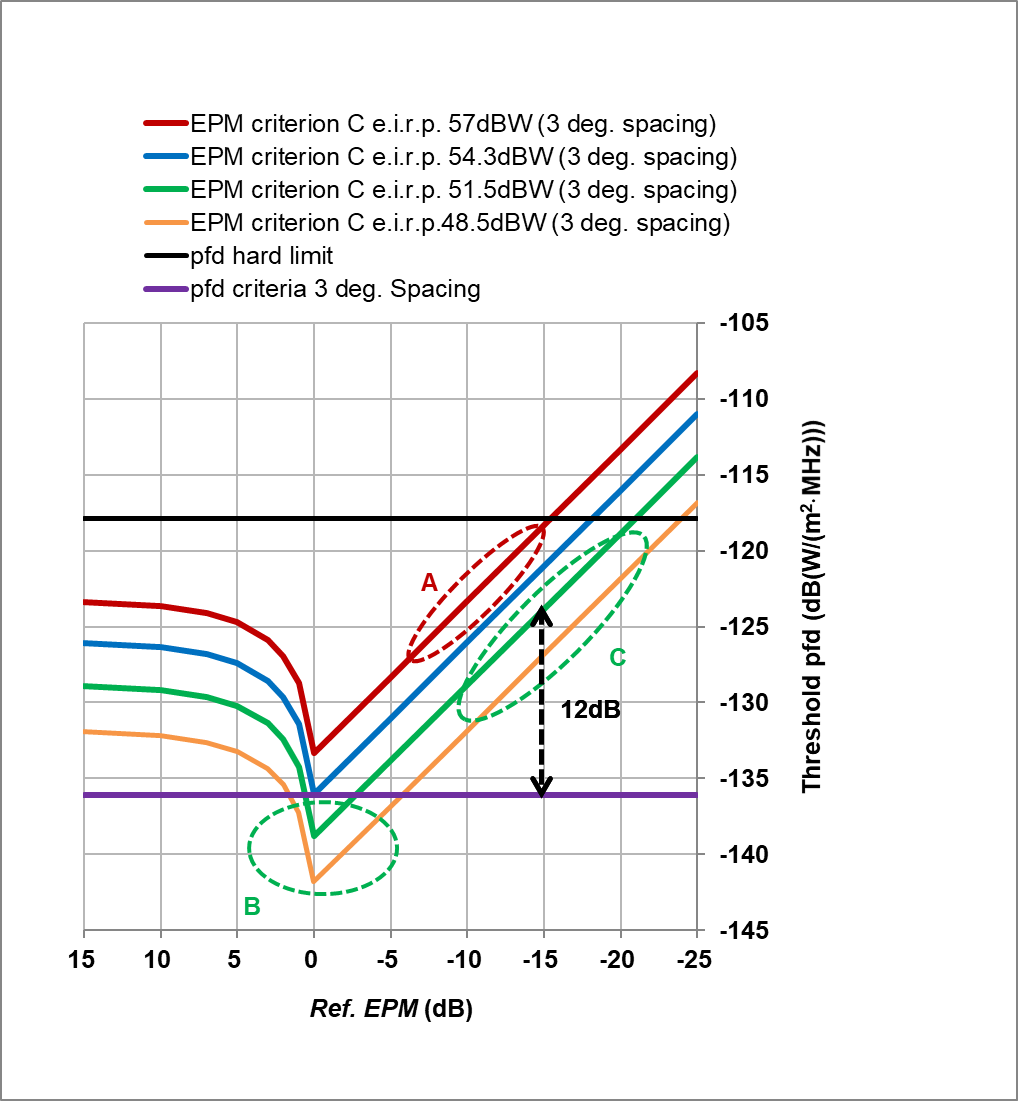 EPM criterion C e.i.r.p. 57dBW (3 deg. spacing)
EPM criterion C e.i.r.p. 54.3dBW (3 deg. spacing)
EPM criterion C e.i.r.p. 51.5dBW (3 deg. spacing)
EPM criterion C e.i.r.p.48.5dBW (3 deg. spacing)
pfd hard limit
pfd criteria 3 deg. Spacing
-105
-110
-115
-120
-125
-130
-135
-140
-145
Threshold pfd (dB(W/(m²·MHz)))
A
C
12dB
B
15 10 5 0 -5 -10 -15 -20 -25
Ref. EPM (dB)